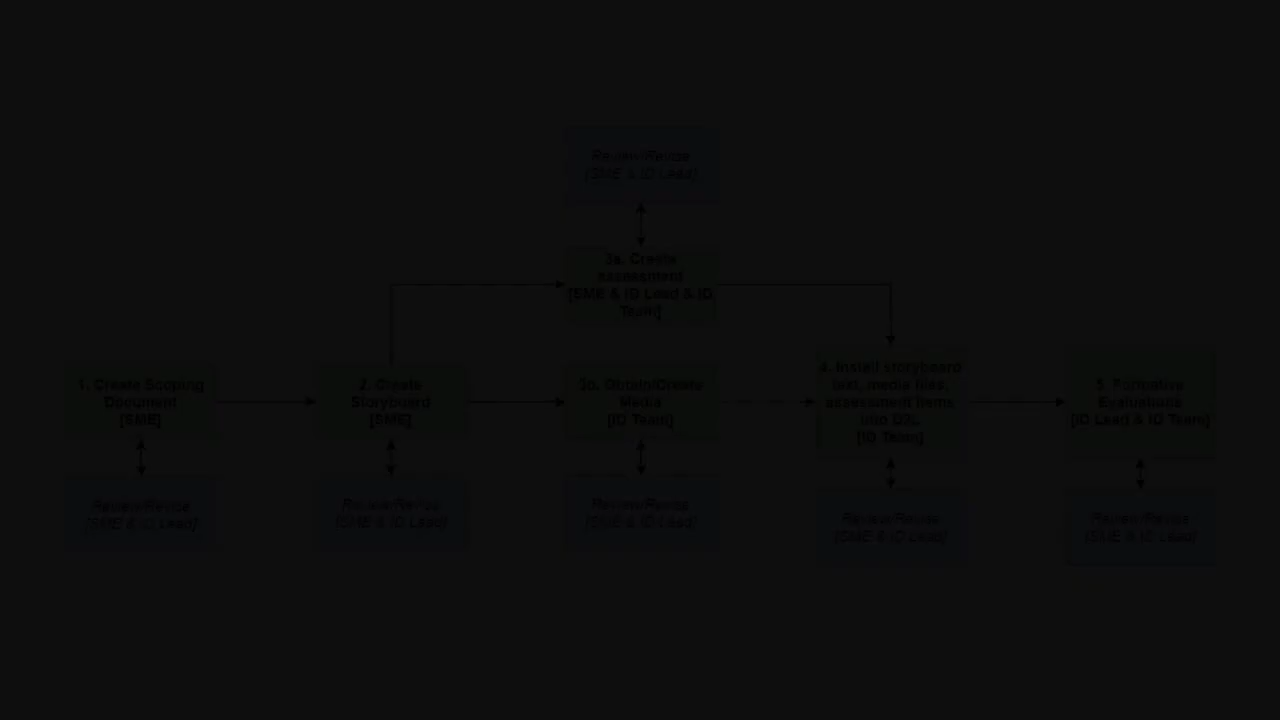 Review/Revise
[SME & ID Lead]
3a. Create
assessment
[SME & ID Lead & ID
Team]
1. Create Scoping
Document
[SME]
2. Create
Storyboard
[SME]
3b. Obtain/Create
Media
[ID Team]
4. Install storyboard
text, media files,
assessment items
into D2L
[ID Team]
5. Formative
Evaluations
[ID Lead & ID Team]
Review/Revise
[SME & ID Lead]
Review/Revise
[SME & ID Lead]
Review/Revise
[SME & ID Lead]
Review/Revise
[SME & ID Lead]
Review/Revise
[SME & ID Lead]